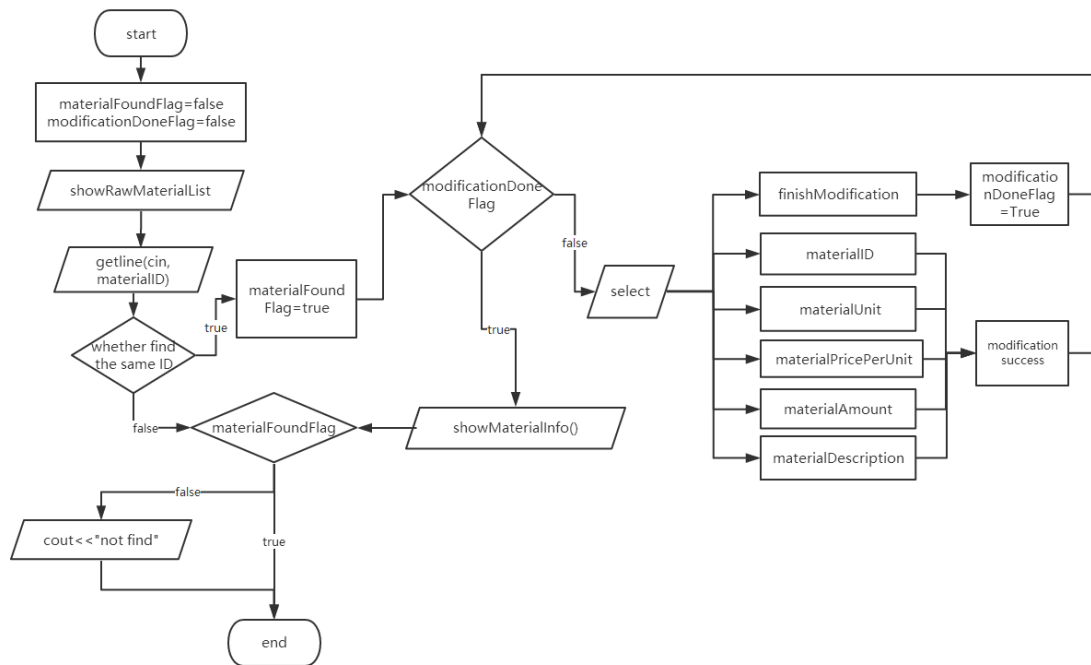 start
materialFoundFlag=false
modificationDoneFlag=false
showRawMaterialList
getline(cin,
materialID)
whether find
the same ID
true
materialFound
Flag=true
false
modificationDone
Flag
false
true
select
finishModification
modificatio
nDoneFlag
=True
materialID
materialUnit
materialPricePerUnit
materialAmount
materialDescription
modification
success
showMaterialInfo()
materialFoundFlag
false
true
cout<<"not find"
end